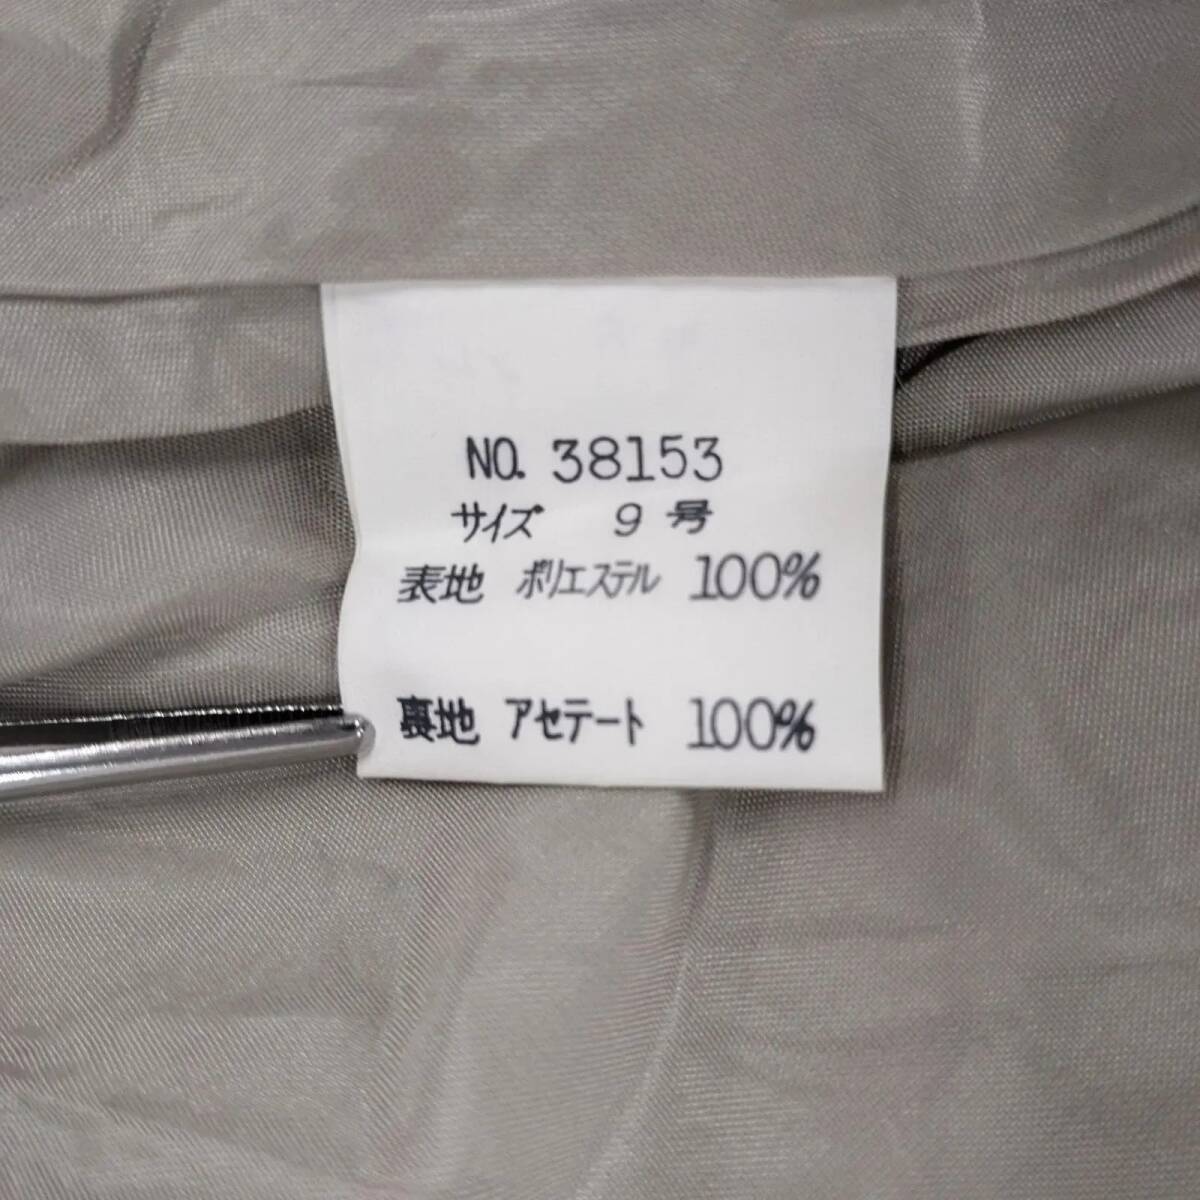 NO. 38153
サイズ 9号
表地 ポリエステル 100%
裏地 アセテート 100%